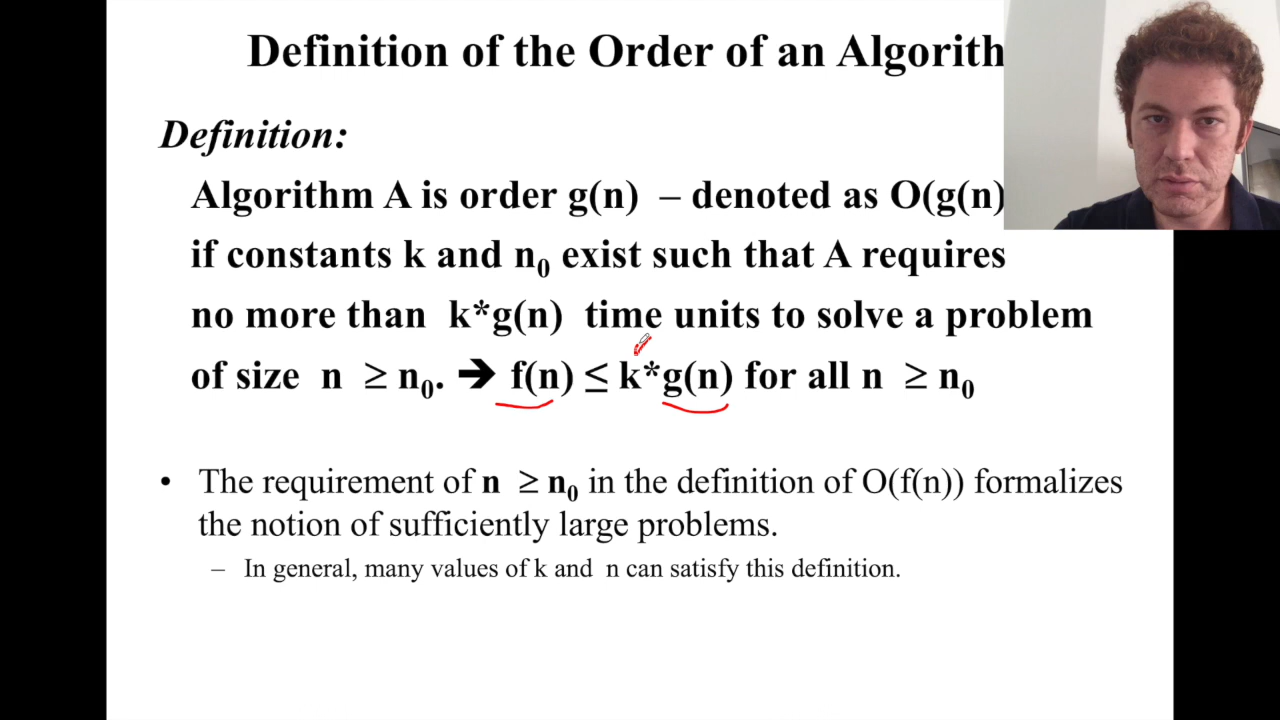 Definition of the Order of an Algorith
Definition:
Algorithm A is order g(n) – denoted as O(g(n)
if constants k and n₀ exist such that A requires
no more than k*g(n) time units to solve a problem
of size n ≥ n₀. ➔ f(n) ≤ k*g(n) for all n ≥ n₀
• The requirement of n ≥ n₀ in the definition of O(f(n)) formalizes
the notion of sufficiently large problems.
– In general, many values of k and n can satisfy this definition.